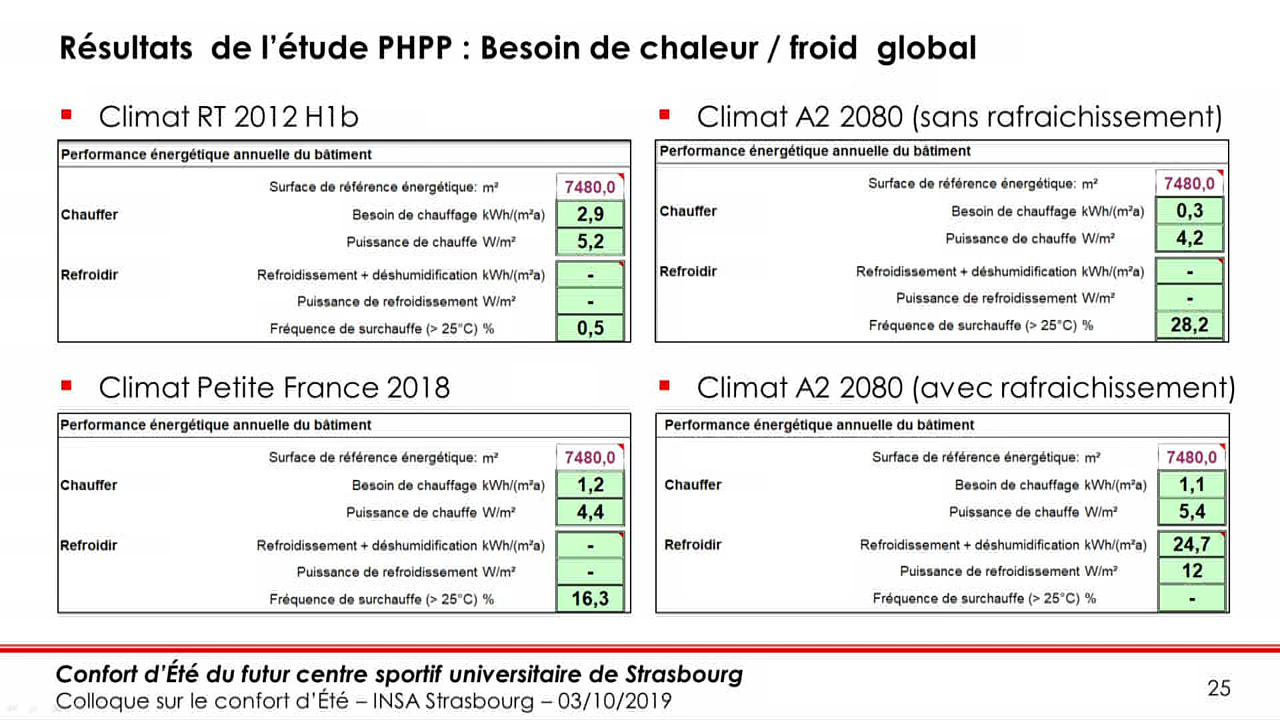 Résultats de l'étude PHPP : Besoin de chaleur / froid global
Climat RT 2012 H1b
Performance énergétique annuelle du bâtiment
Surface de référence énergétique: m² 7480,0
Chauffer Besoin de chauffage kWh/(m²a) 2,9
Puissance de chauffe W/m² 5,2
Refroidir Refroidissement + déshumidification kWh/(m²a) -
Puissance de refroidissement W/m² -
Fréquence de surchauffe (> 25°C) % 0,5
Climat A2 2080 (sans rafraichissement)
Performance énergétique annuelle du bâtiment
Surface de référence énergétique: m² 7480,0
Chauffer Besoin de chauffage kWh/(m²a) 0,3
Puissance de chauffe W/m² 4,2
Refroidir Refroidissement + déshumidification kWh/(m²a) -
Puissance de refroidissement W/m² -
Fréquence de surchauffe (> 25°C) % 28,2
Climat Petite France 2018
Performance énergétique annuelle du bâtiment
Surface de référence énergétique: m² 7480,0
Chauffer Besoin de chauffage kWh/(m²a) 1,2
Puissance de chauffe W/m² 4,4
Refroidir Refroidissement + déshumidification kWh/(m²a) -
Puissance de refroidissement W/m² -
Fréquence de surchauffe (> 25°C) % 16,3
Climat A2 2080 (avec rafraichissement)
Performance énergétique annuelle du bâtiment
Surface de référence énergétique: m² 7480,0
Chauffer Besoin de chauffage kWh/(m²a) 1,1
Puissance de chauffe W/m² 5,4
Refroidir Refroidissement + déshumidification kWh/(m²a) 24,7
Puissance de refroidissement W/m² 12
Fréquence de surchauffe (> 25°C) % -
Confort d'Été du futur centre sportif universitaire de Strasbourg
Colloque sur le confort d'Été – INSA Strasbourg – 03/10/2019
25